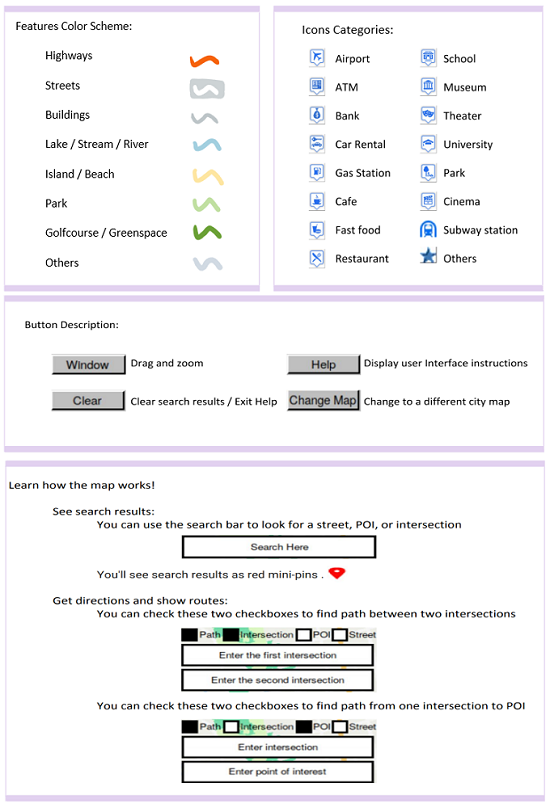 Features Color Scheme:
Highways
Streets
Buildings
Lake / Stream / River
Island / Beach
Park
Golfcourse / Greenspace
Others
Icons Categories:
Airport
School
ATM
Museum
Bank
Theater
Car Rental
University
Gas Station
Park
Cafe
Cinema
Fast food
Subway station
Restaurant
Others
Button Description:
Window Drag and zoom
Help Display user Interface instructions
Clear Clear search results / Exit Help
Change Map Change to a different city map
Learn how the map works!
See search results:
You can use the search bar to look for a street, POI, or intersection
Search Here
You'll see search results as red mini-pins .
Get directions and show routes:
You can check these two checkboxes to find path between two intersections
Path Intersection POI Street
Enter the first intersection
Enter the second intersection
You can check these two checkboxes to find path from one intersection to POI
Path Intersection POI Street
Enter intersection
Enter point of interest